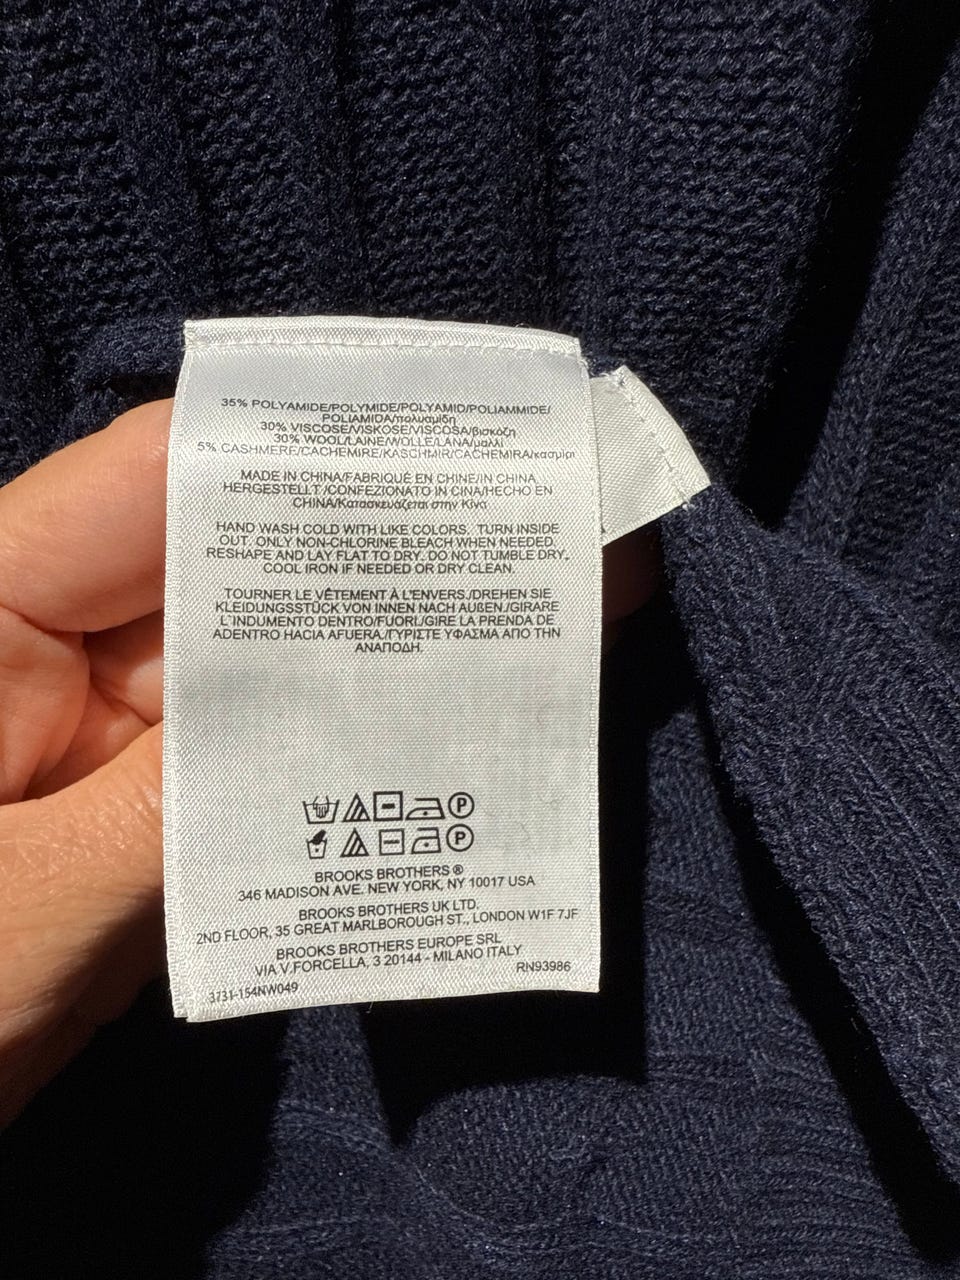 35% POLYAMIDE/POLYMIDE/POLYAMID/POLIAMMIDE/
POLIAMIDA/πολυαμίδη
30% VISCOSE/VISKOSE/VISCOSA/βισκόζη
30% WOOL/LAINE/WOLLE/LANA/μαλλί
5% CASHMERE/CACHEMIRE/KASCHMIR/CACHEMIRA/κασμίρι
MADE IN CHINA/FABRIQUÉ EN CHINE/IN CHINA
HERGESTELLT/CONFEZIONATO IN CINA/HECHO EN
CHINA/Κατασκευάζεται στην Κίνα
HAND WASH COLD WITH LIKE COLORS. TURN INSIDE
OUT. ONLY NON-CHLORINE BLEACH WHEN NEEDED.
RESHAPE AND LAY FLAT TO DRY. DO NOT TUMBLE DRY.
COOL IRON IF NEEDED OR DRY CLEAN.
TOURNER LE VÊTEMENT À L'ENVERS./DREHEN SIE
KLEIDUNGSSTÜCK VON INNEN NACH AUßEN/GIRARE
L'INDUMENTO DENTRO/FUORI/GIRE LA PRENDA DE
ADENTRO HACIA AFUERA/ΓΥΡΙΣΤΕ ΥΦΑΣΜΑ ΑΠΟ ΤΗΝ
ΑΝΑΠΟΔΗ.
P
P
BROOKS BROTHERS ®
346 MADISON AVE. NEW YORK, NY 10017 USA
BROOKS BROTHERS UK LTD.
2ND FLOOR, 35 GREAT MARLBOROUGH ST., LONDON W1F 7JF
BROOKS BROTHERS EUROPE SRL
VIA V.FORCELLA, 3 20144 - MILANO ITALY
RN93986
3731-154NW049